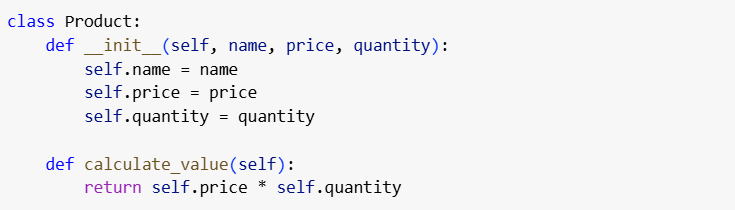 class Product:
    def __init__(self, name, price, quantity):
        self.name = name
        self.price = price
        self.quantity = quantity

    def calculate_value(self):
        return self.price * self.quantity